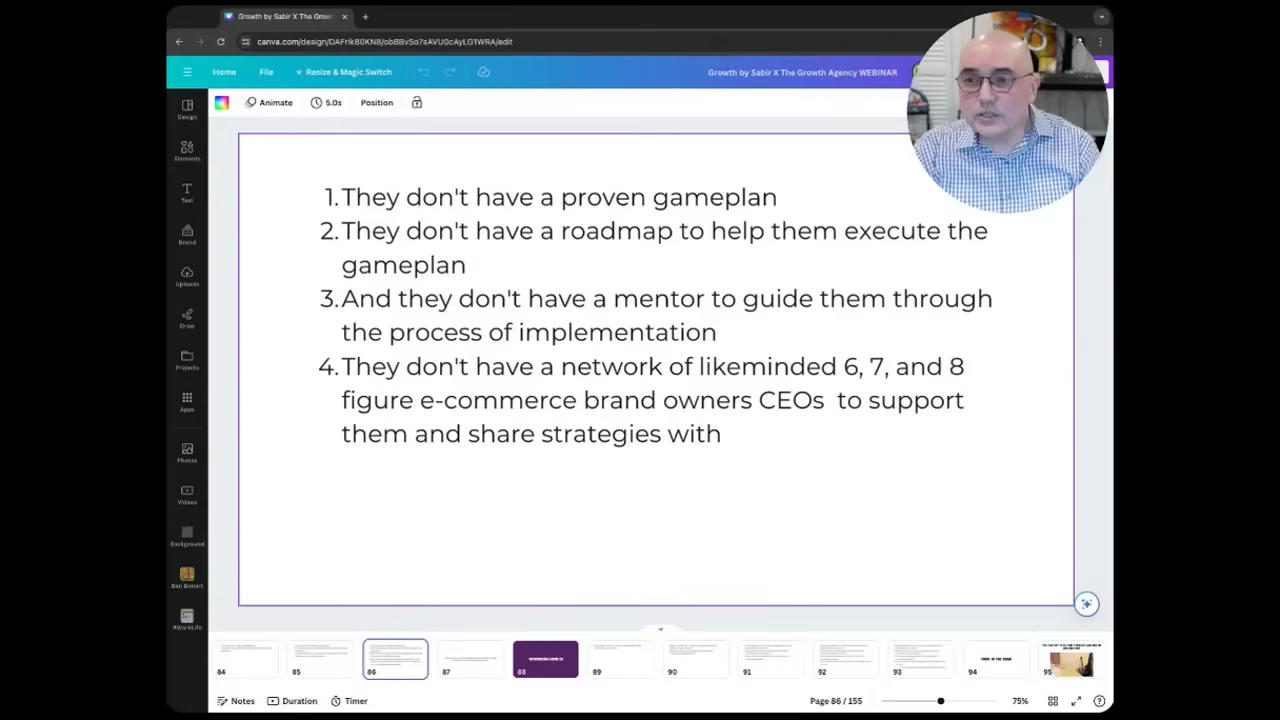 Growth by Sabir X The Grow
canva.com/design/DAFrIkB0KN8/obBBvSo7sAVU0cAyLG1WRA/edit
Home File Resize & Magic Switch Growth by Sabir X The Growth Agency WEBINAR
Animate 5.0s Position
Design
Elements
Text
Brand
Uploads
Draw
Projects
Apps
Photos
Videos
Background
#WorkLife
1. They don't have a proven gameplan
2. They don't have a roadmap to help them execute the
gameplan
3. And they don't have a mentor to guide them through
the process of implementation
4. They don't have a network of likeminded 6, 7, and 8
figure e-commerce brand owners CEOs to support
them and share strategies with
84 85 86 87 88 89 90 91 92 93 94 95
Notes Duration Timer Page 86 / 155 75%